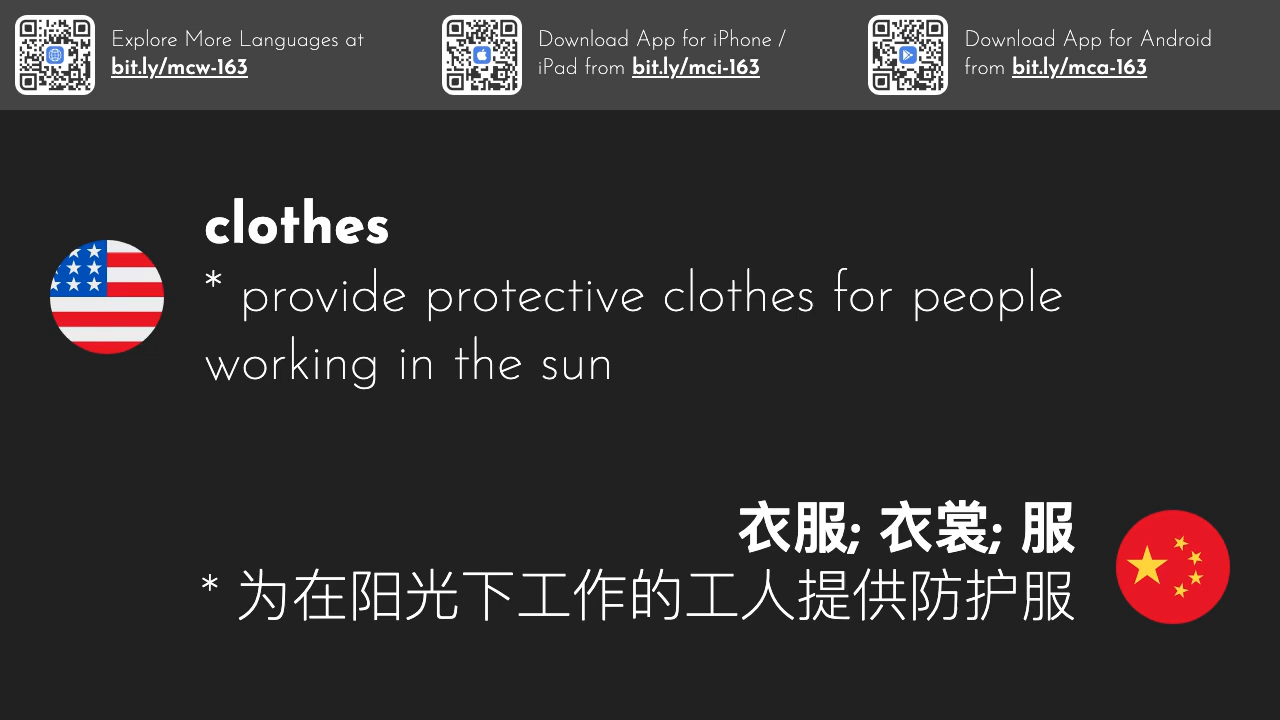 Explore More Languages at
bit.ly/mcw-163
Download App for iPhone /
iPad from bit.ly/mci-163
Download App for Android
from bit.ly/mca-163
clothes
* provide protective clothes for people
working in the sun
衣服; 衣裳; 服
* 为在阳光下工作的工人提供防护服